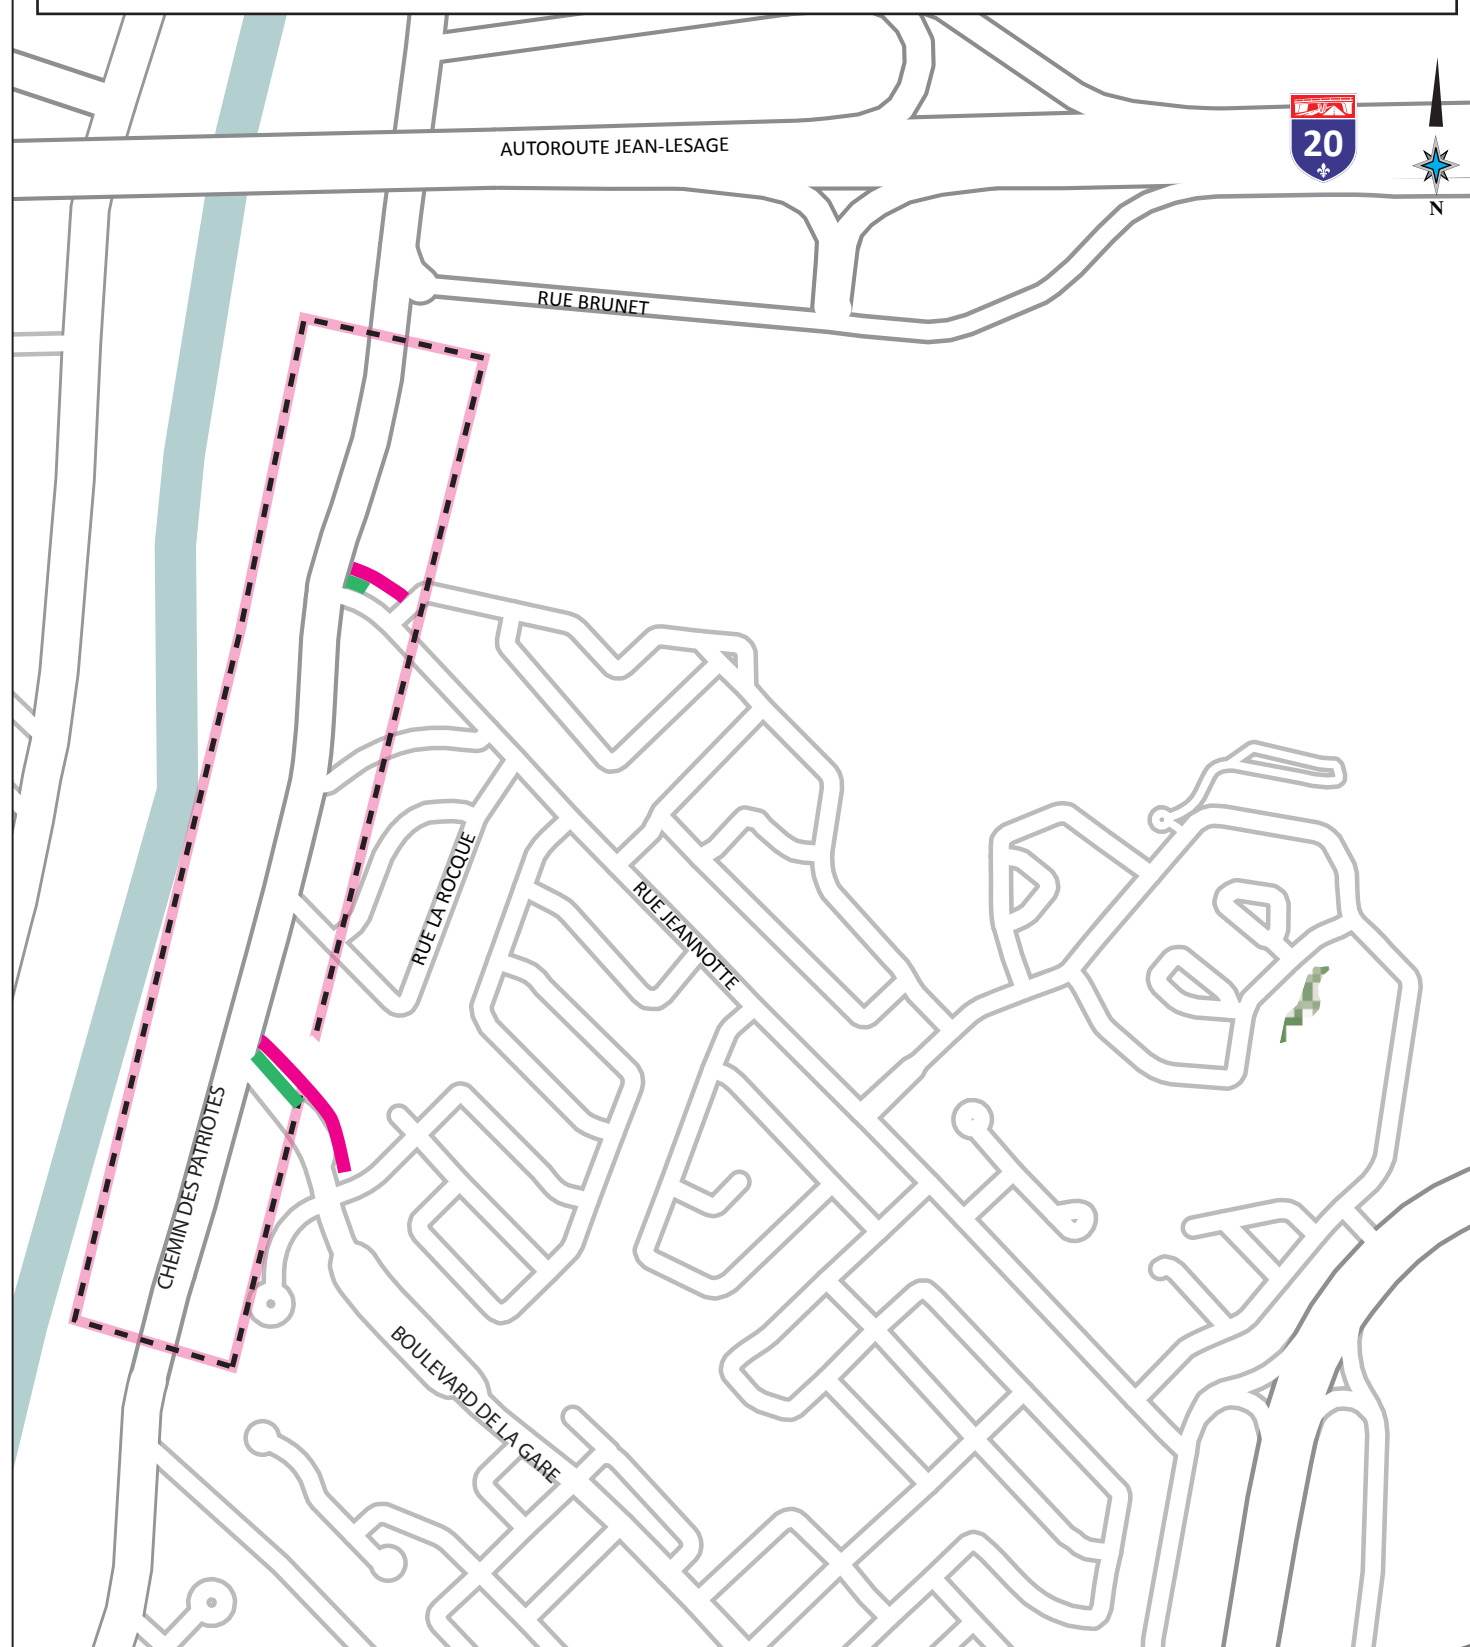 AUTOROUTE JEAN-LESAGE
20
N
RUE BRUNET
RUE LA ROCQUE
RUE JEANNOTTE
CHEMIN DES PATRIOTES
BOULEVARD DE LA GARE